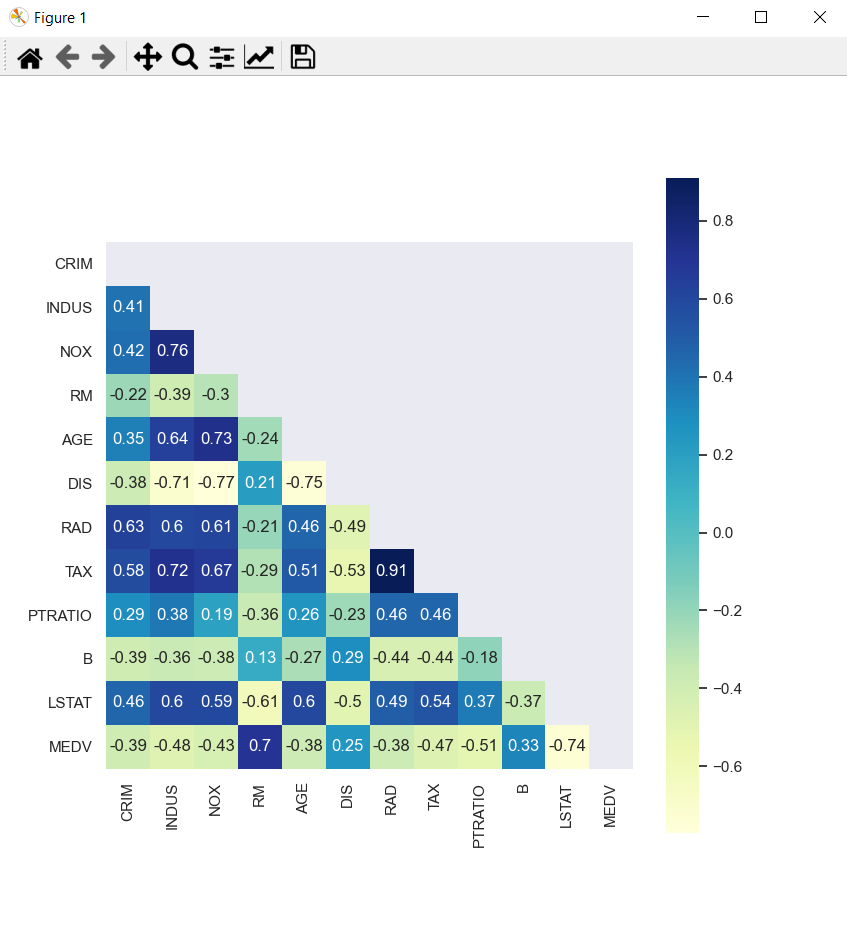 Figure 1
0.8
CRIM
0.6
INDUS 0.41
NOX 0.42 0.76
0.4
RM -0.22 -0.39 -0.3
AGE 0.35 0.64 0.73 -0.24
0.2
DIS -0.38 -0.71 -0.77 0.21 -0.75
RAD 0.63 0.6 0.61 -0.21 0.46 -0.49
0.0
TAX 0.58 0.72 0.67 -0.29 0.51 -0.53 0.91
PTRATIO 0.29 0.38 0.19 -0.36 0.26 -0.23 0.46 0.46
−0.2
B -0.39 -0.36 -0.38 0.13 -0.27 0.29 -0.44 -0.44 -0.18
−0.4
LSTAT 0.46 0.6 0.59 -0.61 0.6 -0.5 0.49 0.54 0.37 -0.37
MEDV -0.39 -0.48 -0.43 0.7 -0.38 0.25 -0.38 -0.47 -0.51 0.33 -0.74
−0.6
CRIM INDUS NOX RM AGE DIS RAD TAX PTRATIO B LSTAT MEDV